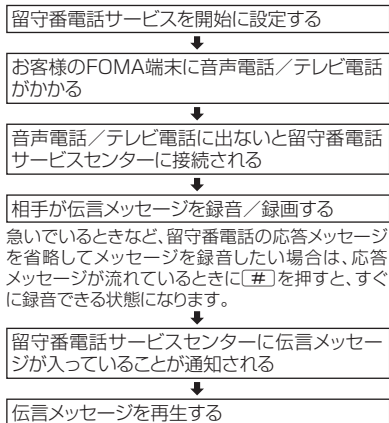 留守番電話サービスを開始に設定する
お客様のFOMA端末に音声電話／テレビ電話
がかかる
音声電話／テレビ電話に出ないと留守番電話
サービスセンターに接続される
相手が伝言メッセージを録音／録画する
急いでいるときなど、留守番電話の応答メッセージ
を省略してメッセージを録音したい場合は、応答
メッセージが流れているときに#を押すと、すぐ
に録音できる状態になります。
留守番電話サービスセンターに伝言メッセー
ジが入っていることが通知される
伝言メッセージを再生する